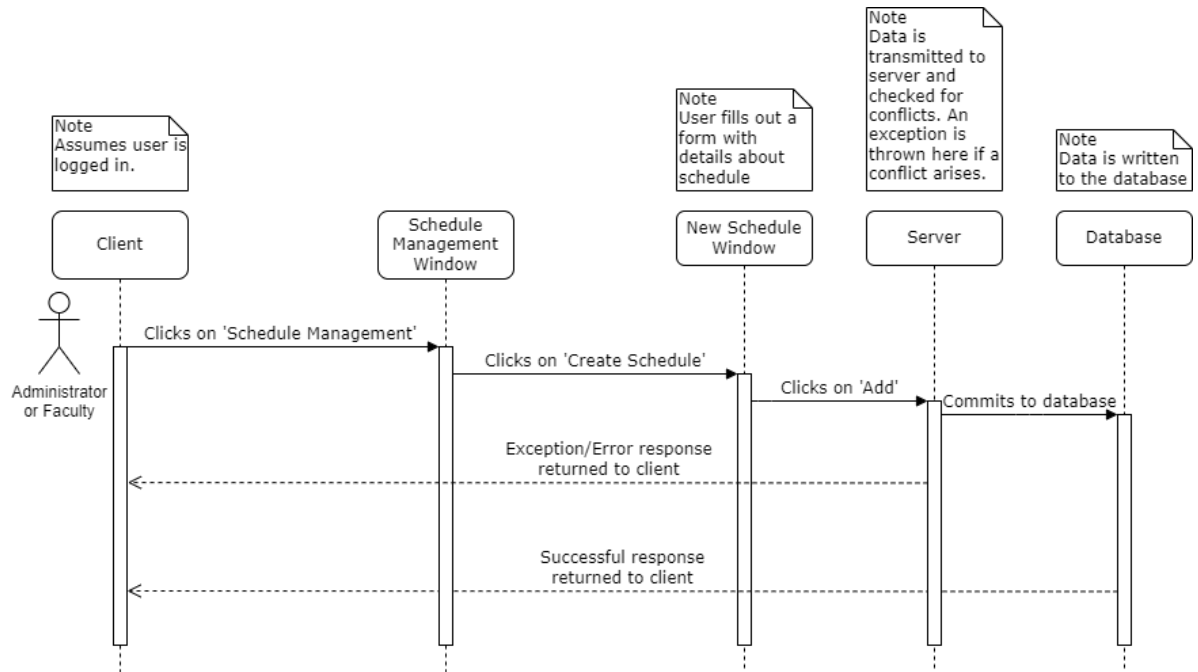 Note
Data is
transmitted to
server and
checked for
conflicts. An
exception is
thrown here if a
conflict arises.
Note
User fills out a
form with
details about
schedule
Note
Assumes user is
logged in.
Note
Data is written
to the database
Client
Schedule
Management
Window
New Schedule
Window
Server
Database
Administrator
or Faculty
Clicks on 'Schedule Management'
Clicks on 'Create Schedule'
Clicks on 'Add'
Commits to database
Exception/Error response
returned to client
Successful response
returned to client